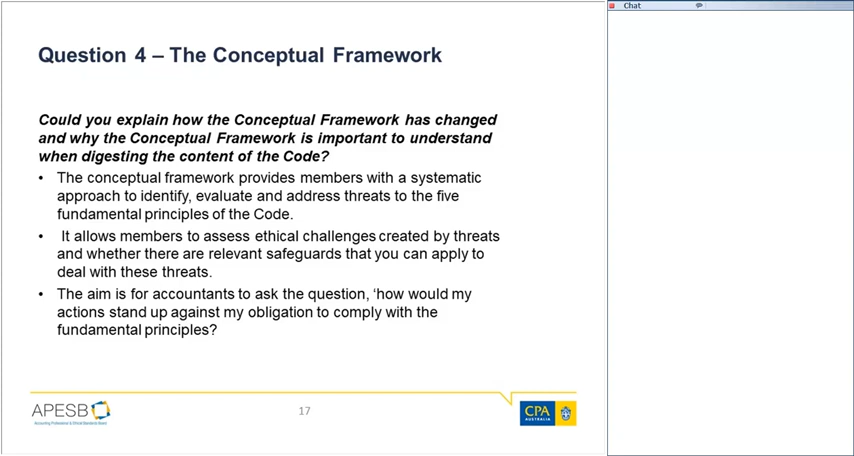 Chat
Question 4 – The Conceptual Framework
Could you explain how the Conceptual Framework has changed
and why the Conceptual Framework is important to understand
when digesting the content of the Code?
• The conceptual framework provides members with a systematic
approach to identify, evaluate and address threats to the five
fundamental principles of the Code.
• It allows members to assess ethical challenges created by threats
and whether there are relevant safeguards that you can apply to
deal with these threats.
• The aim is for accountants to ask the question, ‘how would my
actions stand up against my obligation to comply with the
fundamental principles?
APESB
Accounting Professional & Ethical Standards Board
17
CPA
AUSTRALIA